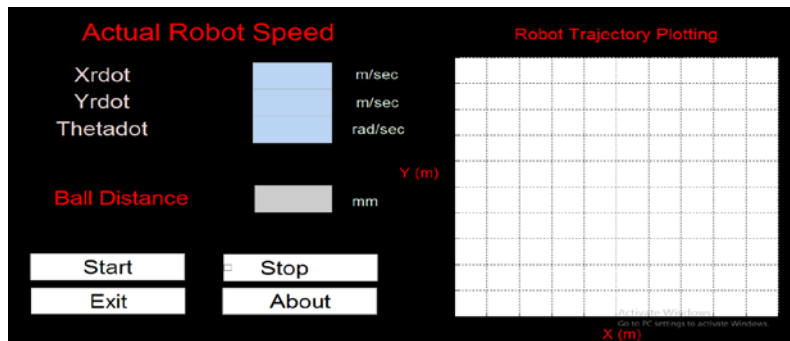 Actual Robot Speed
Xrdot m/sec
Yrdot m/sec
Thetadot rad/sec
Ball Distance mm
Start Stop
Exit About
Robot Trajectory Plotting
Y (m)
Activate Windows
Go to PC settings to activate Windows.
X (m)